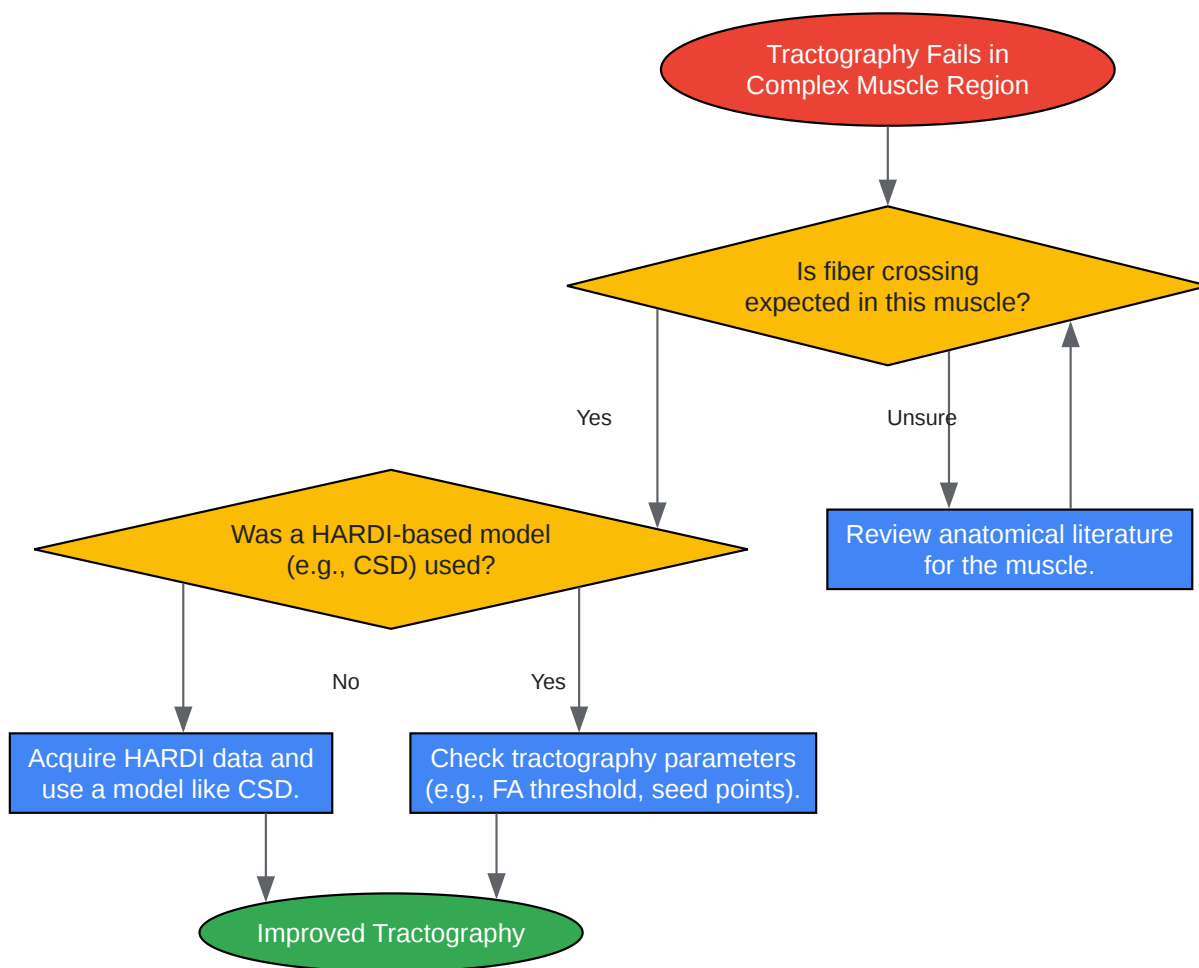 Tractography Fails in
Complex Muscle Region
Is fiber crossing
expected in this muscle?
Yes
Unsure
Was a HARDI-based model
(e.g., CSD) used?
Review anatomical literature
for the muscle.
No
Yes
Acquire HARDI data and
use a model like CSD.
Check tractography parameters
(e.g., FA threshold, seed points).
Improved Tractography